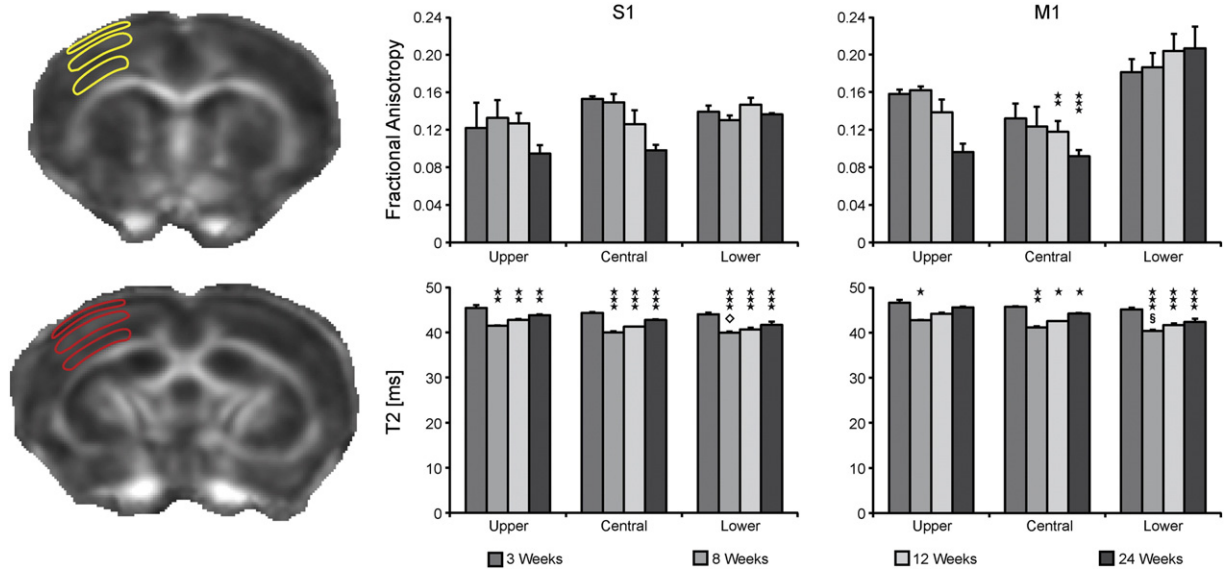 S1
M1
Fractional Anisotropy
0.24
0.20
0.16
0.12
0.08
0.04
0
Upper
Central
Lower
0.24
0.20
0.16
0.12
0.08
0.04
0
★★
★★★
Upper
Central
Lower
T2 [ms]
50
40
30
20
10
0
★★ ★★ ★★
★★★ ★★★ ★★★
★★★◇ ★★★ ★★★
Upper
Central
Lower
50
40
30
20
10
0
★
★★ ★ ★
★★★§ ★★★ ★★★
Upper
Central
Lower
3 Weeks
8 Weeks
12 Weeks
24 Weeks